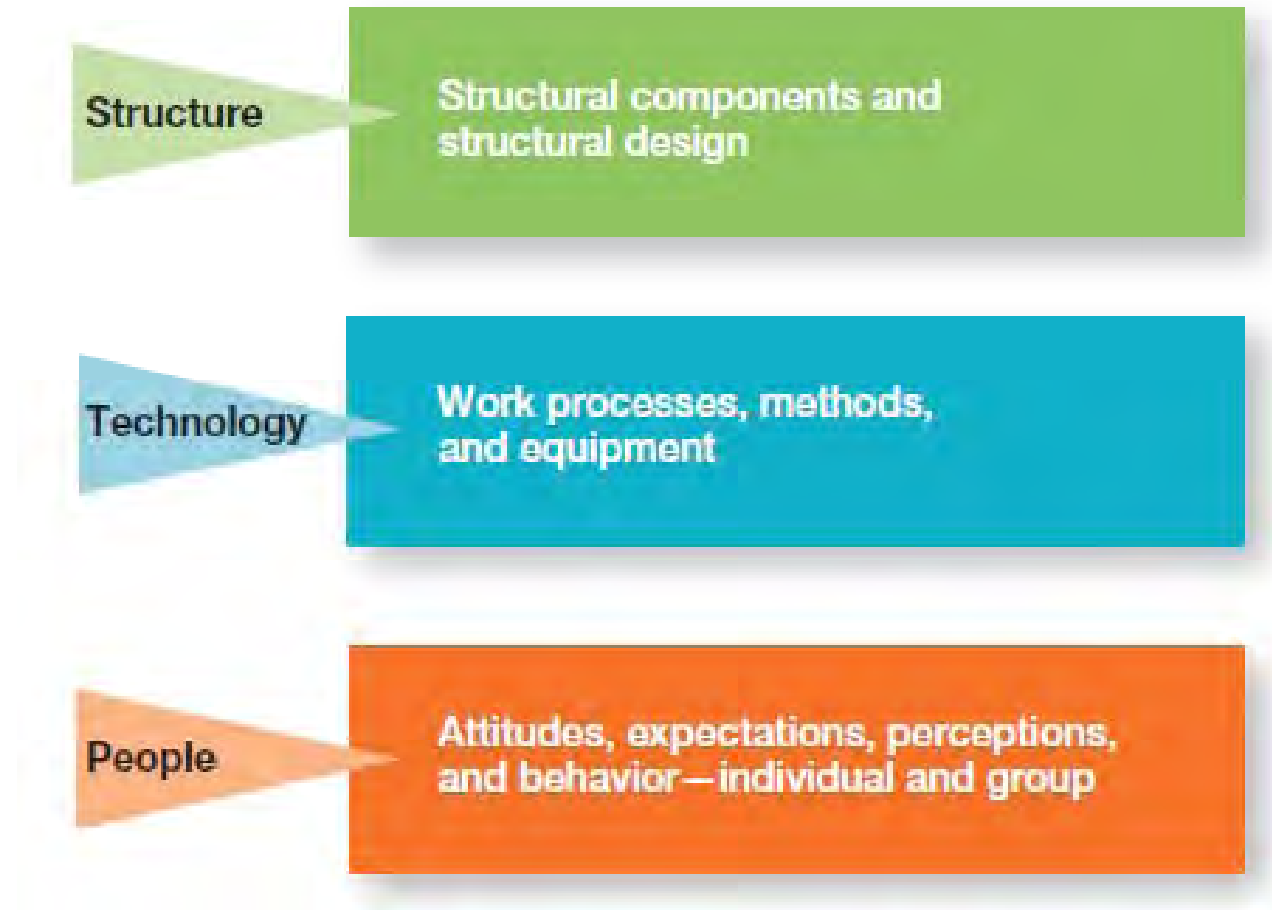 Structure
Structural components and
structural design
Technology
Work processes, methods,
and equipment
People
Attitudes, expectations, perceptions,
and behavior—individual and group